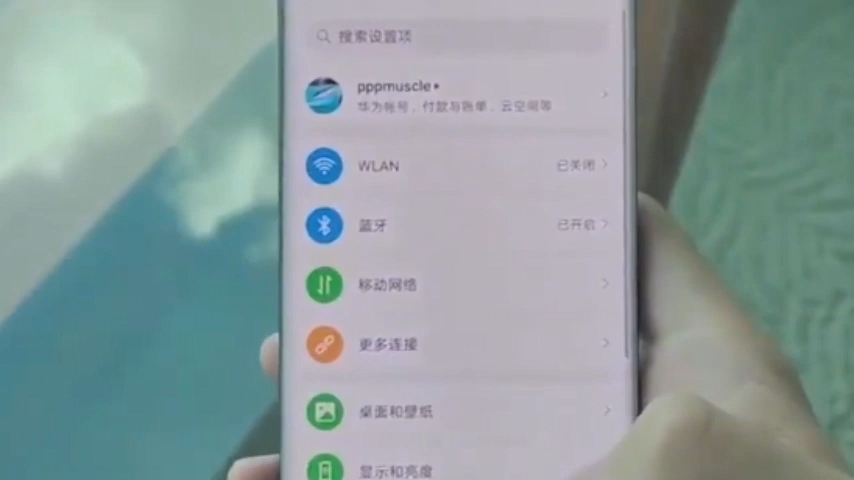 搜索设置项
pppmuscle
华为帐号、付款与账单、云空间等
WLAN 已关闭
蓝牙 已开启
移动网络
更多连接
桌面和壁纸
显示和亮度